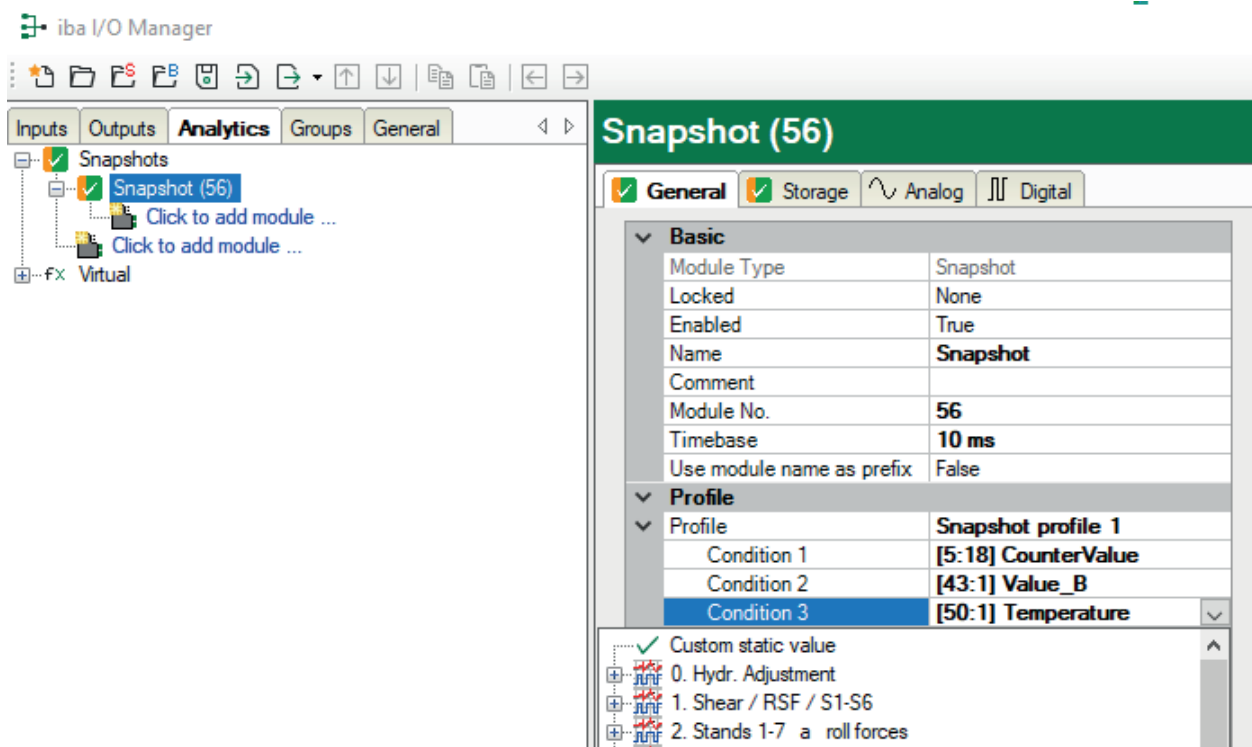 iba I/O Manager
Inputs Outputs Analytics Groups General
Snapshots
Snapshot (56)
Click to add module ...
Click to add module ...
fx Virtual
Snapshot (56)
General Storage Analog Digital
Basic
Module Type Snapshot
Locked None
Enabled True
Name Snapshot
Comment
Module No. 56
Timebase 10 ms
Use module name as prefix False
Profile
Profile Snapshot profile 1
Condition 1 [5:18] CounterValue
Condition 2 [43:1] Value_B
Condition 3 [50:1] Temperature
Custom static value
0. Hydr. Adjustment
1. Shear / RSF / S1-S6
2. Stands 1-7 a roll forces